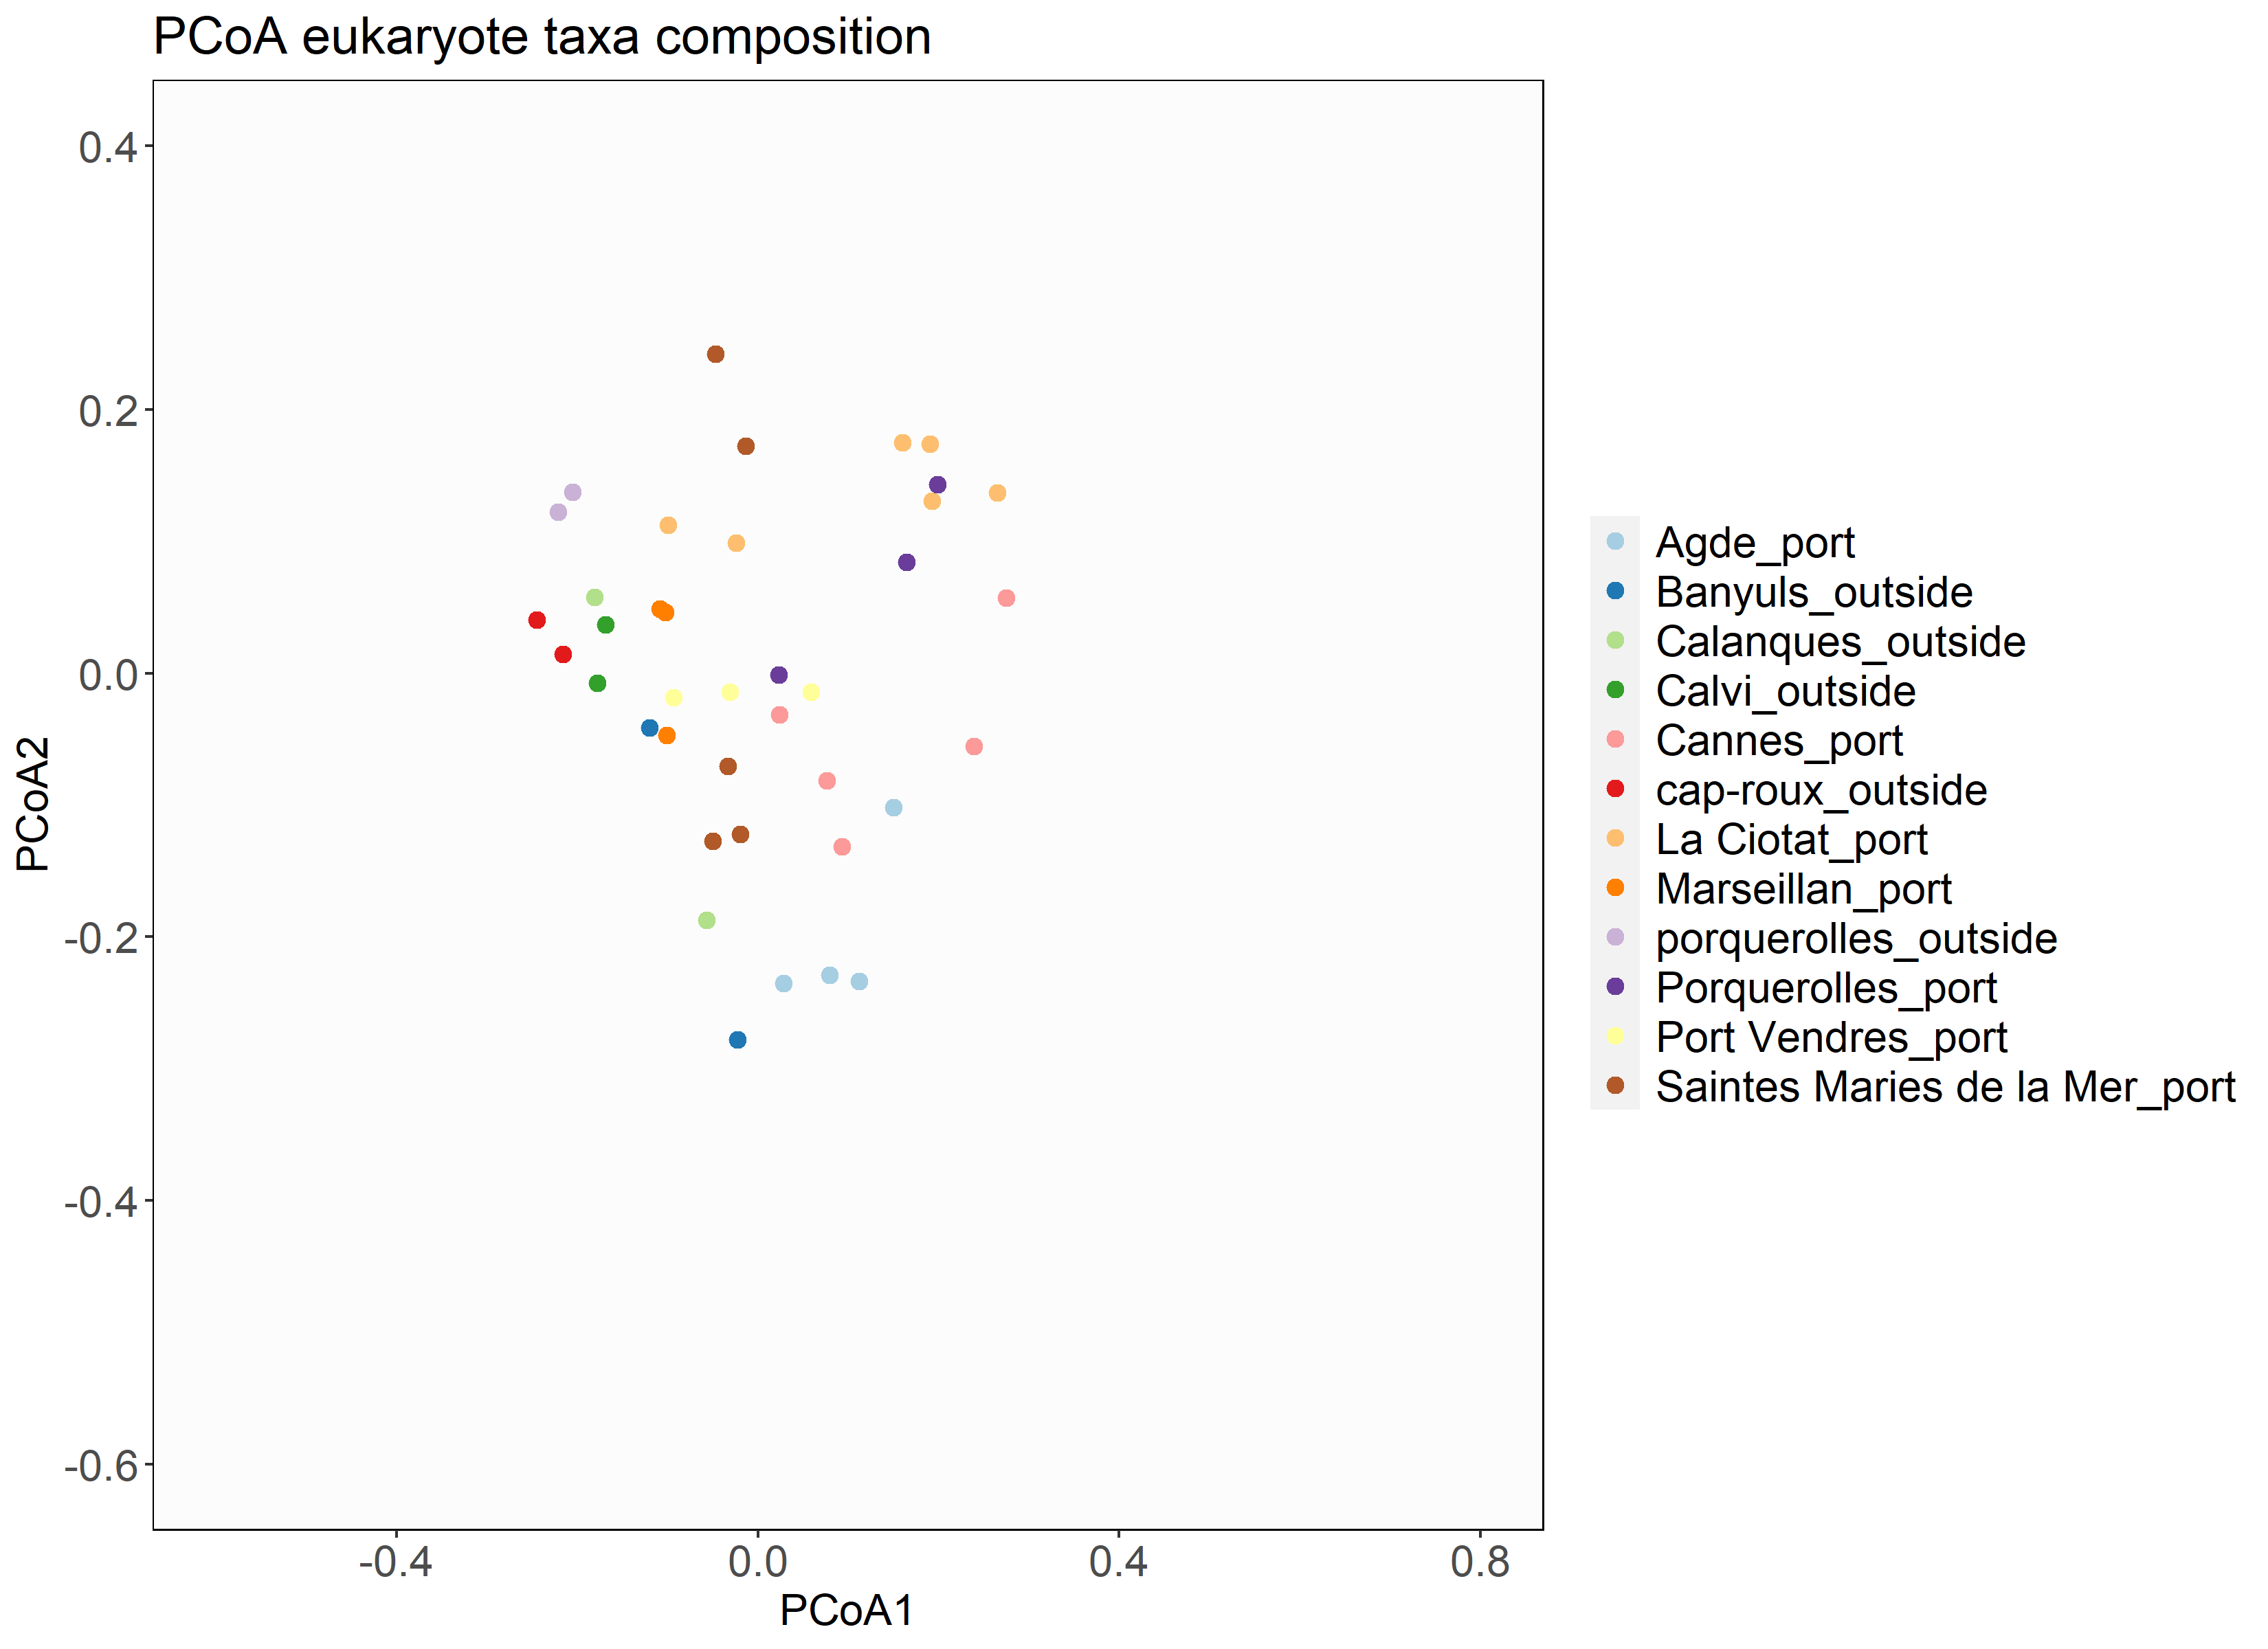 PCoA eukaryote taxa composition
0.4
0.2
0.0
-0.2
-0.4
-0.6
PCoA2
-0.4
0.0
0.4
0.8
PCoA1
Agde_port
Banyuls_outside
Calanques_outside
Calvi_outside
Cannes_port
cap-roux_outside
La Ciotat_port
Marseillan_port
porquerolles_outside
Porquerolles_port
Port Vendres_port
Saintes Maries de la Mer_port